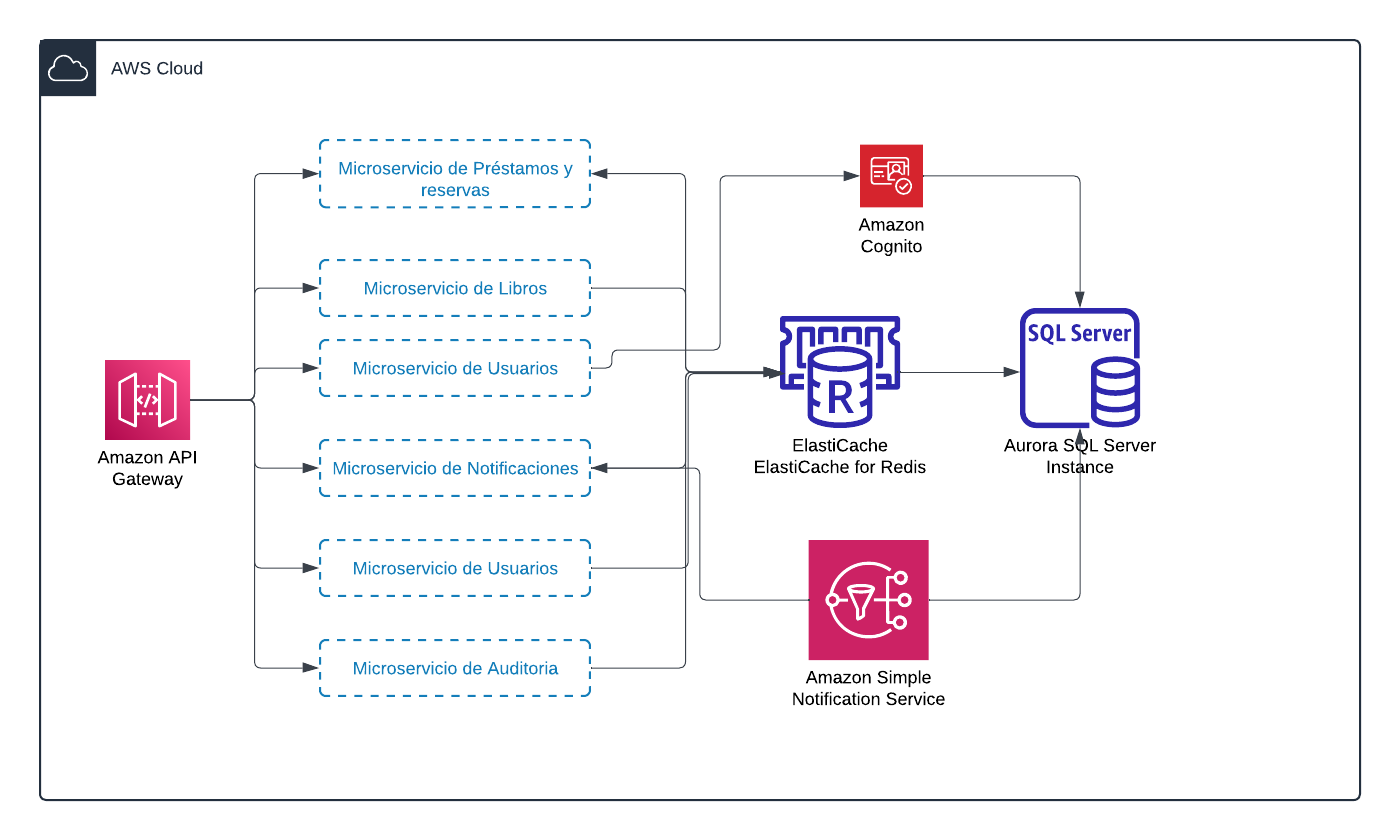 AWS Cloud
Microservicio de Préstamos y
reservas
Microservicio de Libros
Microservicio de Usuarios
Microservicio de Notificaciones
Microservicio de Usuarios
Microservicio de Auditoria
Amazon API
Gateway
Amazon
Cognito
R
ElastiCache
ElastiCache for Redis
SQL Server
Aurora SQL Server
Instance
Amazon Simple
Notification Service